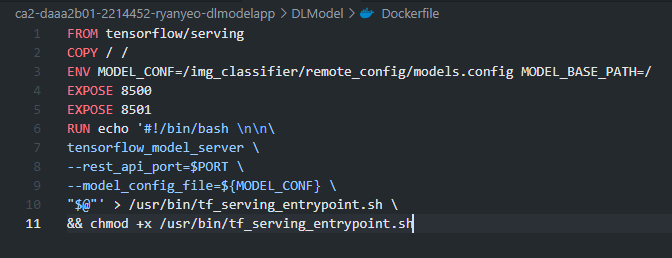 ca2-daaa2b01-2214452-ryanyeo-dlmodelapp > DLModel > Dockerfile
1 FROM tensorflow/serving
2 COPY / /
3 ENV MODEL_CONF=/img_classifier/remote_config/models.config MODEL_BASE_PATH=/
4 EXPOSE 8500
5 EXPOSE 8501
6 RUN echo '#!/bin/bash \n\n\
7 tensorflow_model_server \
8 --rest_api_port=$PORT \
9 --model_config_file=${MODEL_CONF} \
10 "$@"' > /usr/bin/tf_serving_entrypoint.sh \
11 && chmod +x /usr/bin/tf_serving_entrypoint.sh